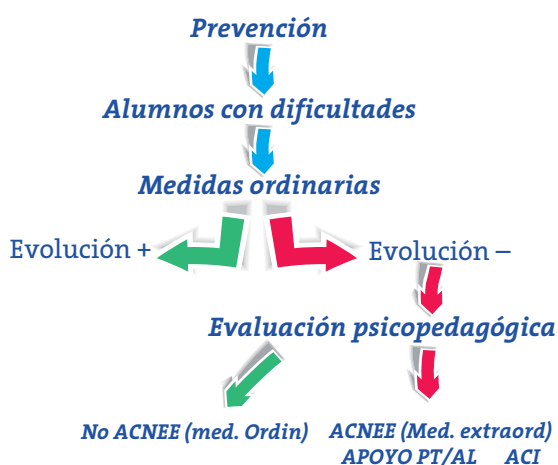 Prevención
Alumnos con dificultades
Medidas ordinarias
Evolución +
Evolución –
Evaluación psicopedagógica
No ACNEE (med. Ordin)
ACNEE (Med. extraord)
APOYO PT/AL ACI